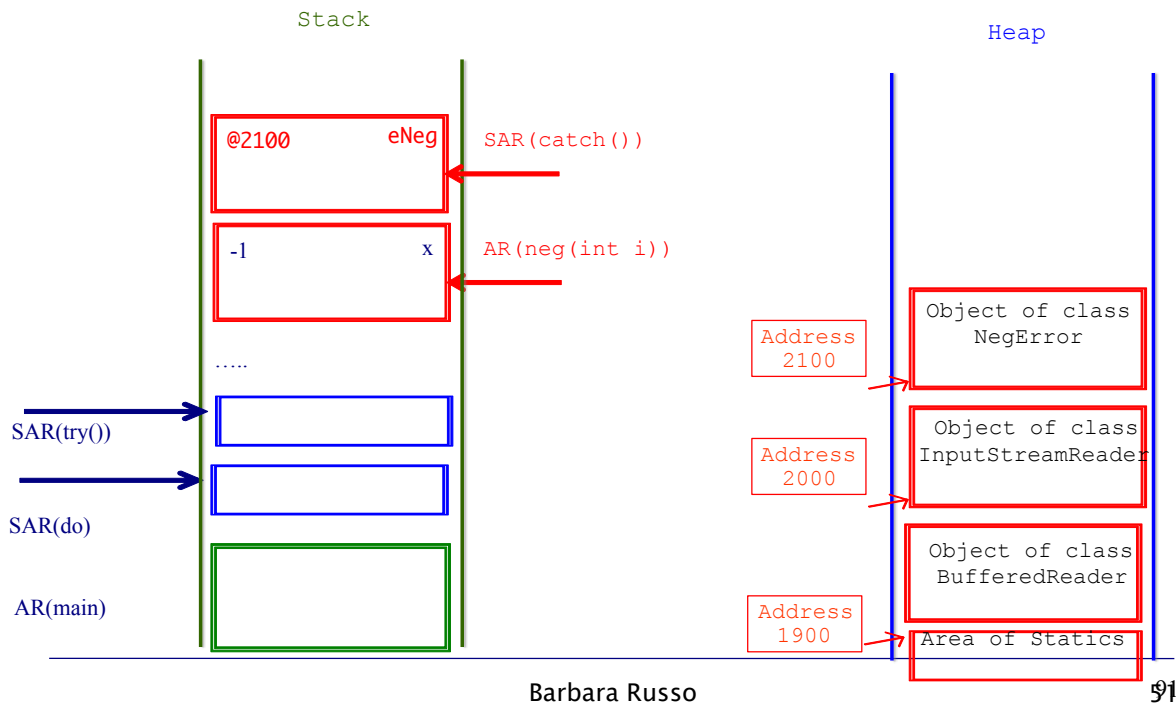 Stack
Heap
@2100 eNeg
SAR(catch())
-1 x
AR(neg(int i))
Object of class
NegError
Address
2100
…..
SAR(try())
Object of class
InputStreamReader
Address
2000
SAR(do)
Object of class
BufferedReader
AR(main)
Address
1900
Area of Statics
Barbara Russo